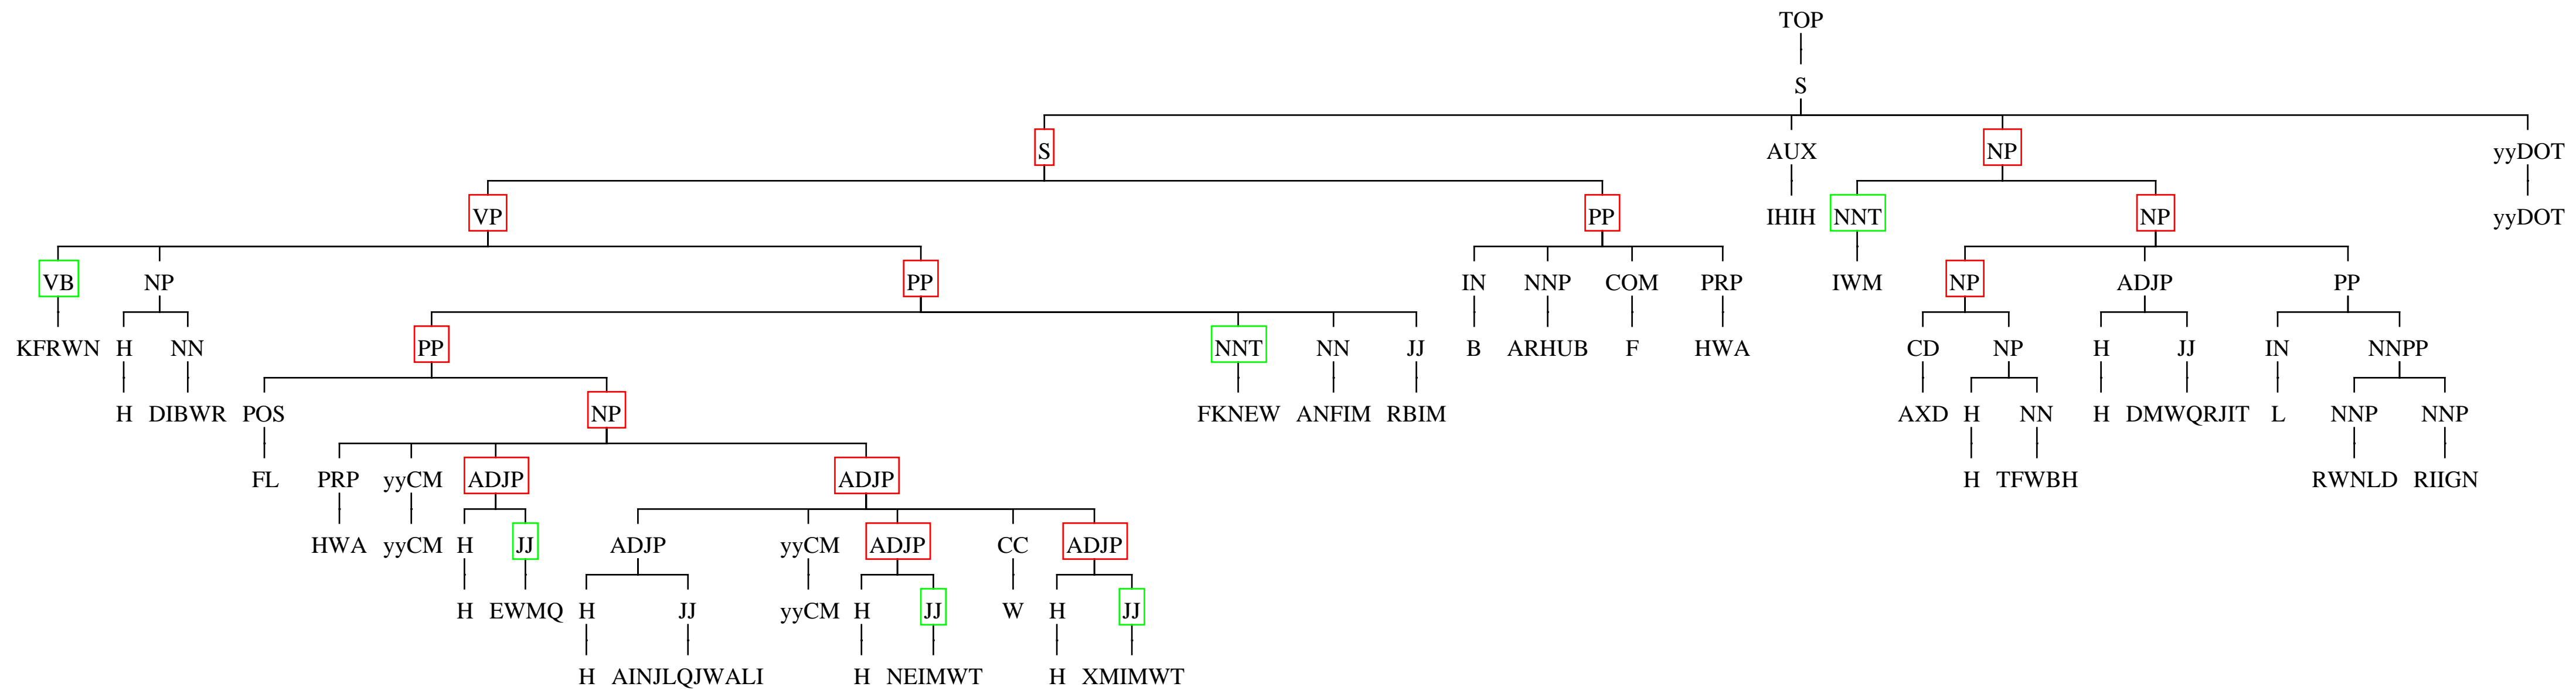 TOP
S
S AUX NP yyDOT
VP PP IHIH NNT NP yyDOT
VB NP PP IN NNP COM PRP IWM NP ADJP PP
KFRWN H NN PP NNT NN JJ B ARHUB F HWA CD NP H JJ IN NNPP
H DIBWR POS NP FKNEW ANFIM RBIM AXD H NN H DMWQRJIT L NNP NNP
FL PRP yyCM ADJP ADJP H TFWBH RWNLD RIIGN
HWA yyCM H JJ ADJP yyCM ADJP CC ADJP
H EWMQ H JJ yyCM H JJ W H JJ
H AINJLQJWALI H NEIMWT H XMIMWT